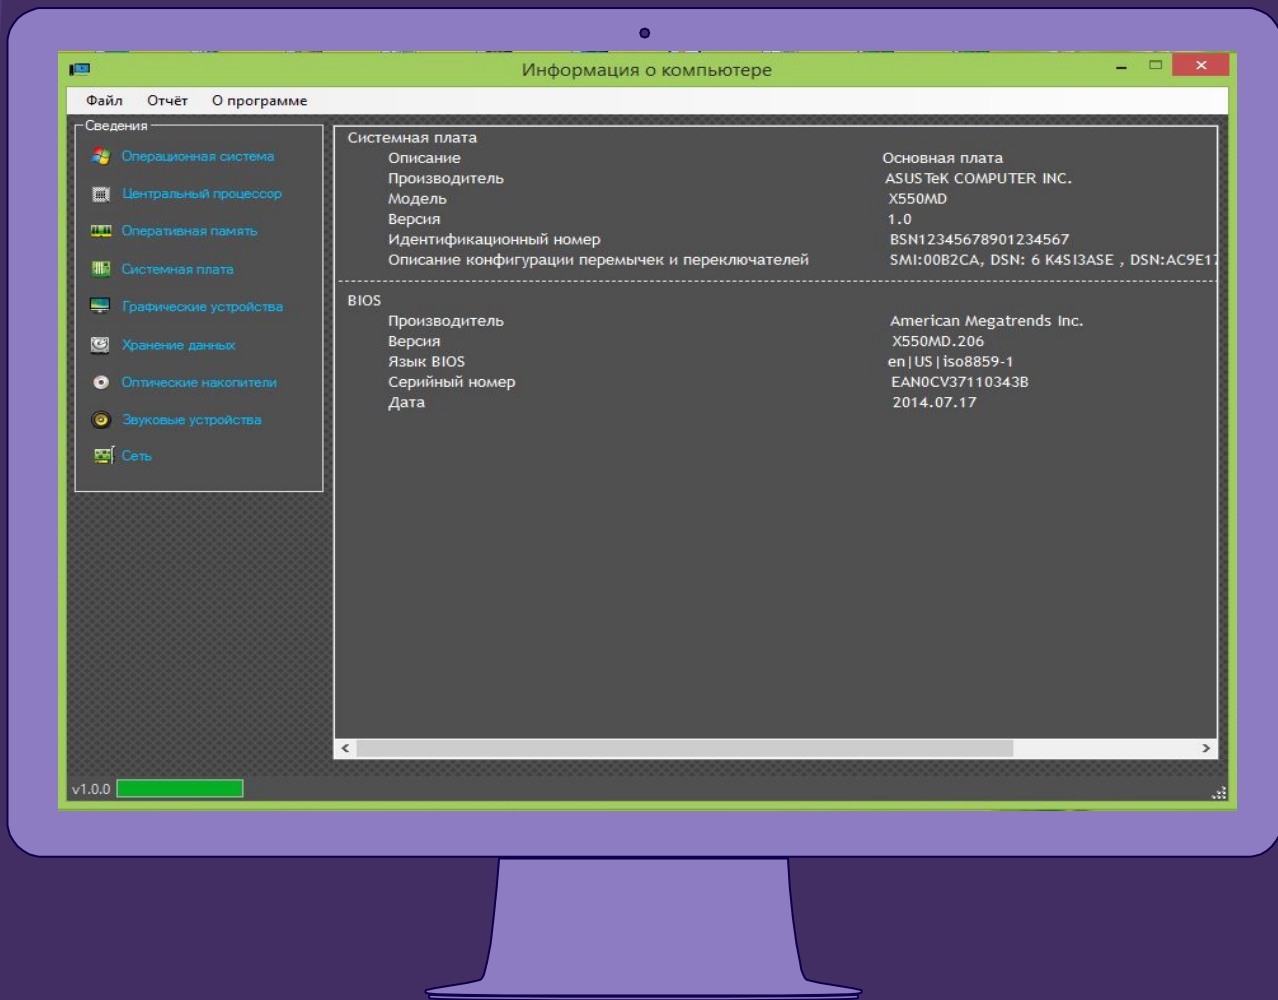 Информация о компьютере
Файл Отчёт О программе
Сведения
Операционная система
Центральный процессор
Оперативная память
Системная плата
Графические устройства
Хранение данных
Оптические накопители
Звуковые устройства
Сеть
Системная плата
Описание Основная плата
Производитель ASUSTeK COMPUTER INC.
Модель X550MD
Версия 1.0
Идентификационный номер BSN12345678901234567
Описание конфигурации перемычек и переключателей SMI:00B2CA, DSN: 6 K4SI3ASE , DSN:AC9E17
BIOS
Производитель American Megatrends Inc.
Версия X550MD.206
Язык BIOS en|US|iso8859-1
Серийный номер EAN0CV37110343B
Дата 2014.07.17
v1.0.0